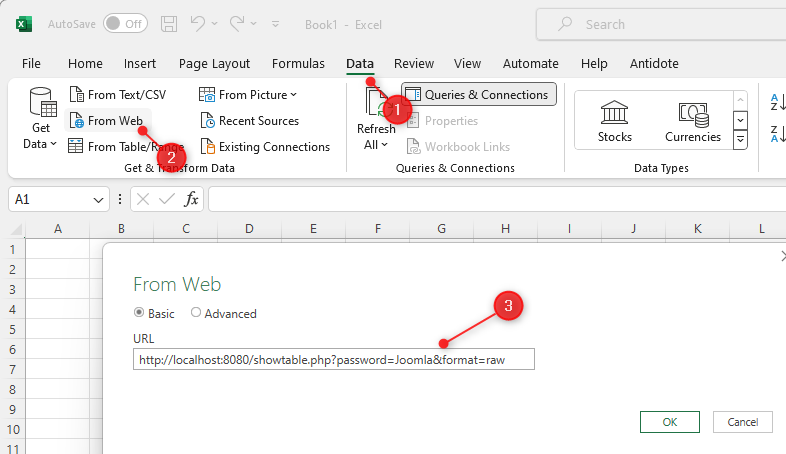 AutoSave Off Book1 - Excel Search
File Home Insert Page Layout Formulas Data Review View Automate Help Antidote
From Text/CSV From Picture Queries & Connections
1
From Web Recent Sources Properties
2
From Table/Range Existing Connections Workbook Links
Get Data
Refresh All
Stocks Currencies
Get & Transform Data Queries & Connections Data Types
A1 fx
A B C D E F G H I J K L
1
2
3
4
5
6
7
8
9
10
11
From Web
3
Basic Advanced
URL
http://localhost:8080/showtable.php?password=Joomla&format=raw
OK Cancel